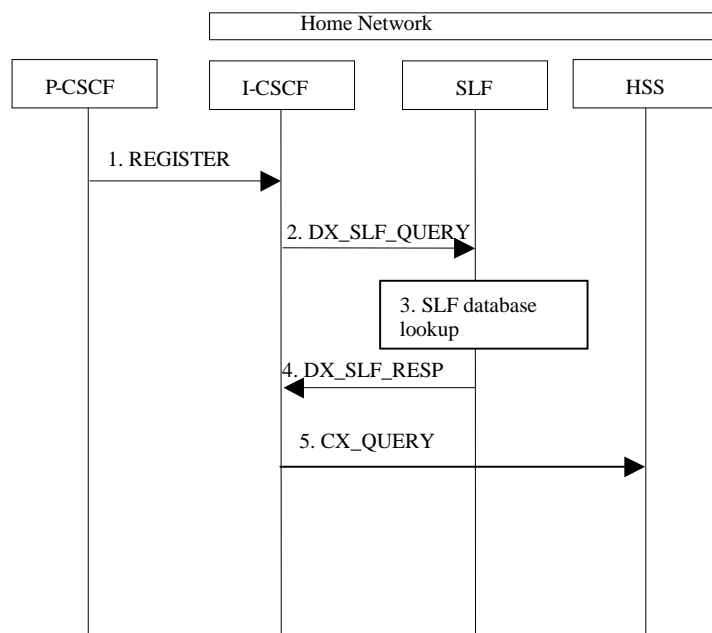 Home Network
P-CSCF
I-CSCF
SLF
HSS
1. REGISTER
2. DX_SLF_QUERY
3. SLF database
lookup
4. DX_SLF_RESP
5. CX_QUERY